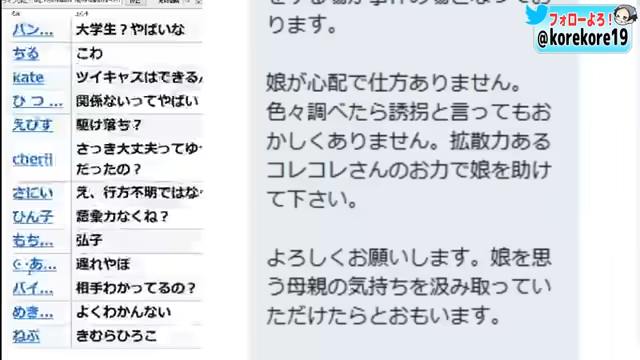 パン... 大学生？やばいな
ちる こわ
kate ツイキャスはできる
ひ つ ... 関係ないってやばい
えびす 駆け落ち？
cherii さっき大丈夫ってゆ
だったの？
さにい え、行方不明ではな
ひん子 語彙力なくね？
もち... 弘子
あ... 遅れやぼ
バイ... 相手わかってるの？
めき... よくわかんない
ねぶ きむらひろこ
ります。
娘が心配で仕方ありません。
色々調べたら誘拐と言ってもお
かしくありません。拡散力ある
コレコレさんのお力で娘を助け
て下さい。
よろしくお願いします。娘を思
う母親の気持ちを汲み取ってい
ただけたらとおもいます。
フォローよろ！
@korekore19